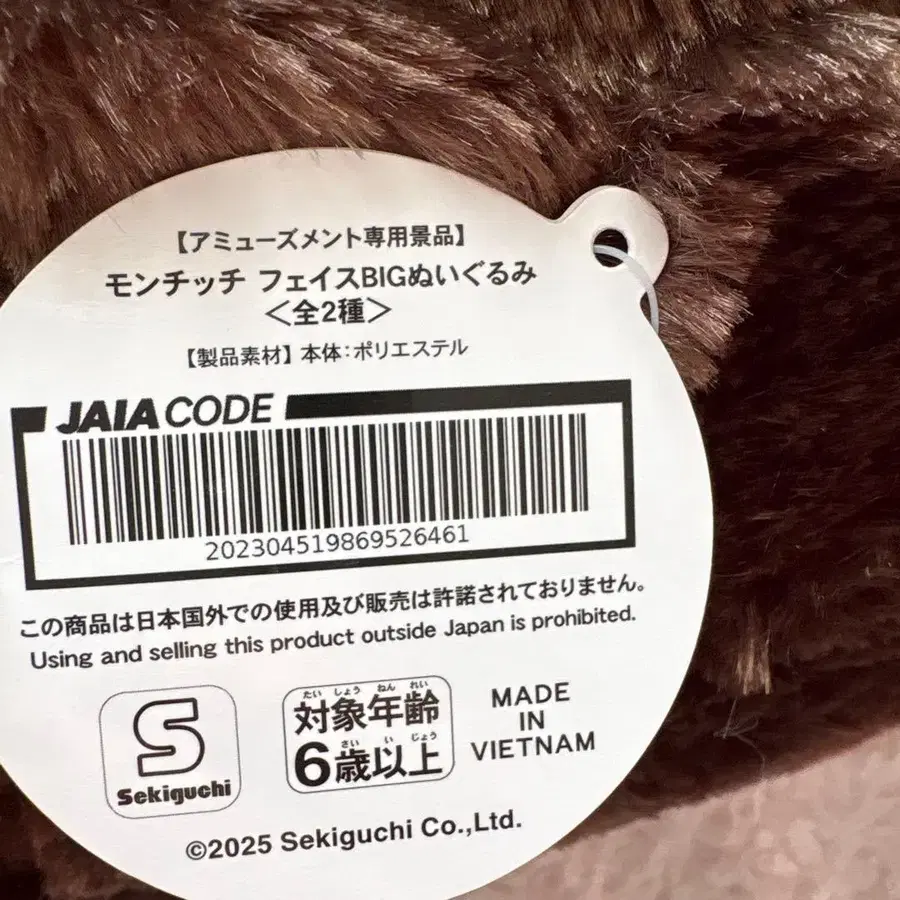 【アミューズメント専用景品】
モンチッチ フェイスBIGぬいぐるみ
<全2種>
【製品素材】本体:ポリエステル
JAIA CODE
202304519869526461
この商品は日本国外での使用及び販売は許諾されておりません。
Using and selling this product outside Japan is prohibited.
S
Sekiguchi
たいしょうねんれい
対象年齢
さいいじょう
6歳以上
MADE
IN
VIETNAM
©2025 Sekiguchi Co.,Ltd.